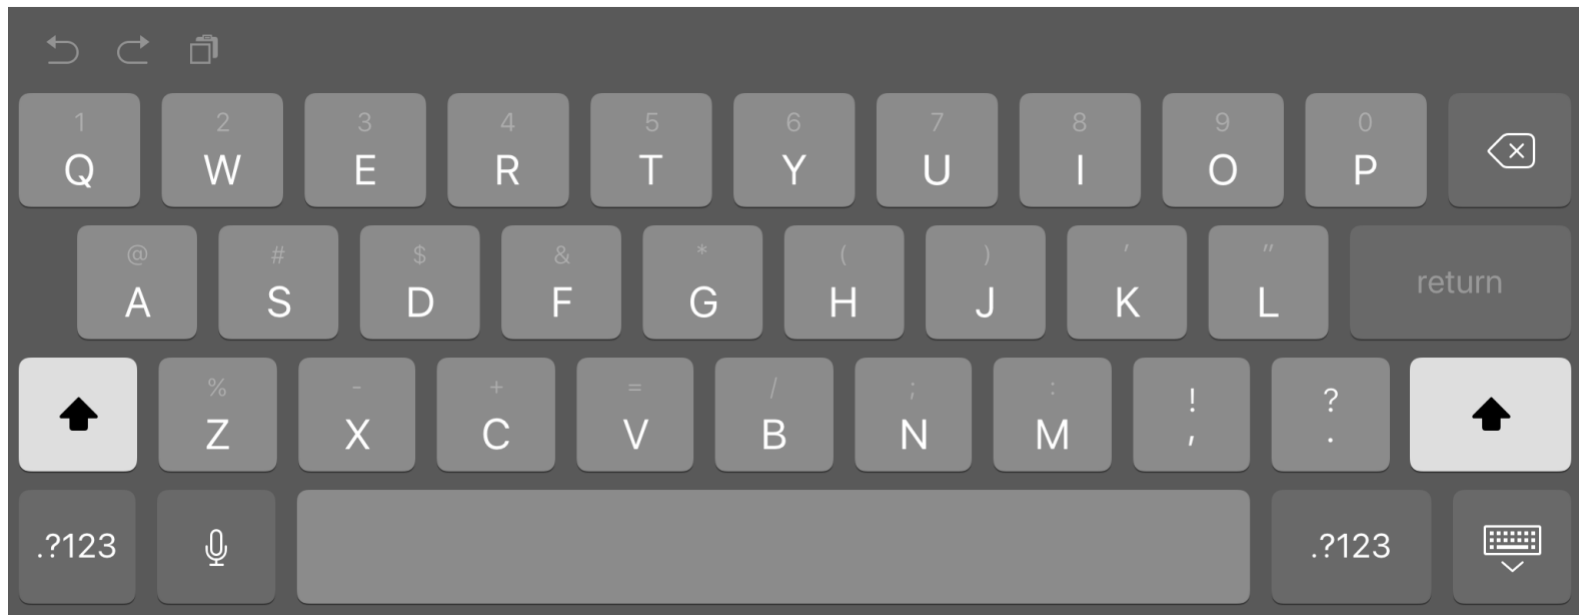 1 2 3 4 5 6 7 8 9 0
Q W E R T Y U I O P
@ # $ & * ( ) ' "
A S D F G H J K L return
% - + = / ; : ! ?
Z X C V B N M , .
.?123 .?123